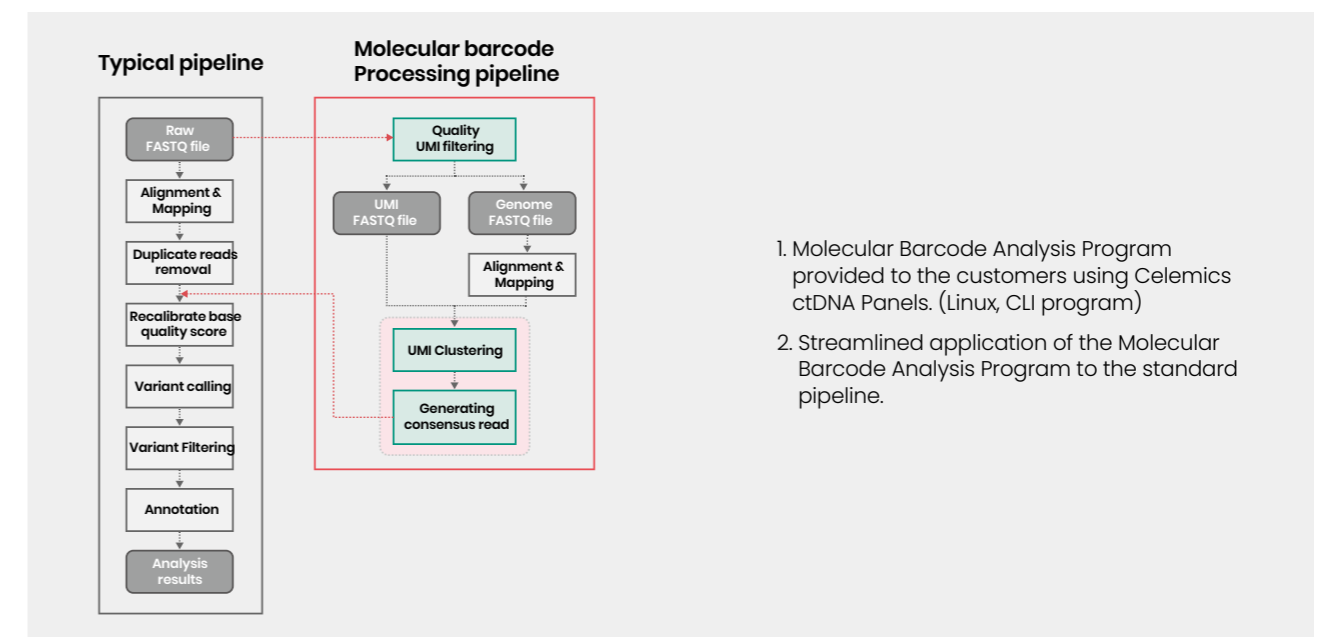 Typical pipeline
Raw
FASTQ file
Alignment &
Mapping
Duplicate reads
removal
Recalibrate base
quality score
Variant calling
Variant Filtering
Annotation
Analysis
results
Molecular barcode
Processing pipeline
Quality
UMI filtering
UMI
FASTQ file
Genome
FASTQ file
Alignment &
Mapping
UMI Clustering
Generating
consensus read
1. Molecular Barcode Analysis Program
provided to the customers using Celemics
ctDNA Panels. (Linux, CLI program)
2. Streamlined application of the Molecular
Barcode Analysis Program to the standard
pipeline.